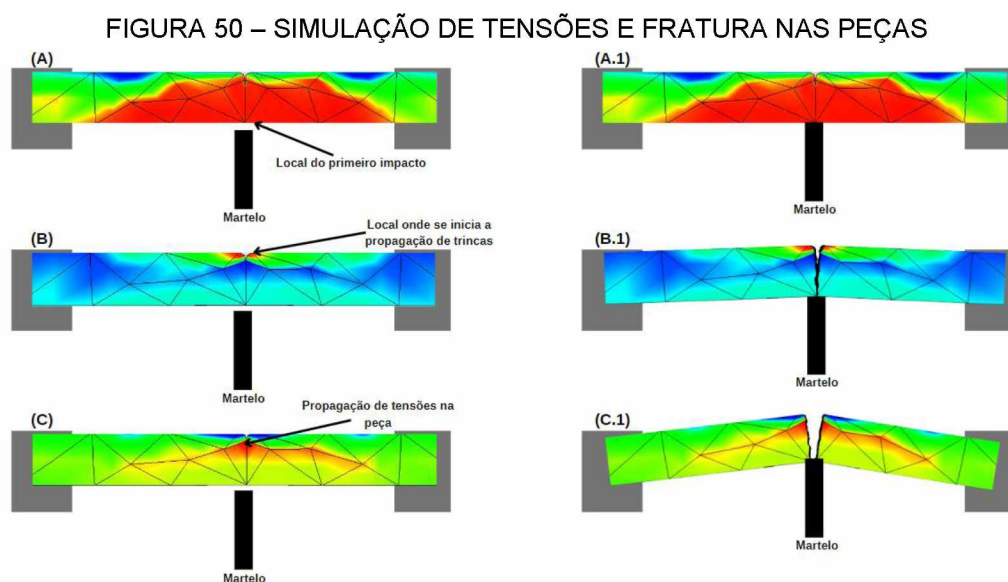 FIGURA 50 – SIMULAÇÃO DE TENSÕES E FRATURA NAS PEÇAS
(A)
Local do primeiro impacto
Martelo
(A.1)
Martelo
(B)
Local onde se inicia a
propagação de trincas
Martelo
(B.1)
Martelo
(C)
Propagação de tensões na
peça
Martelo
(C.1)
Martelo